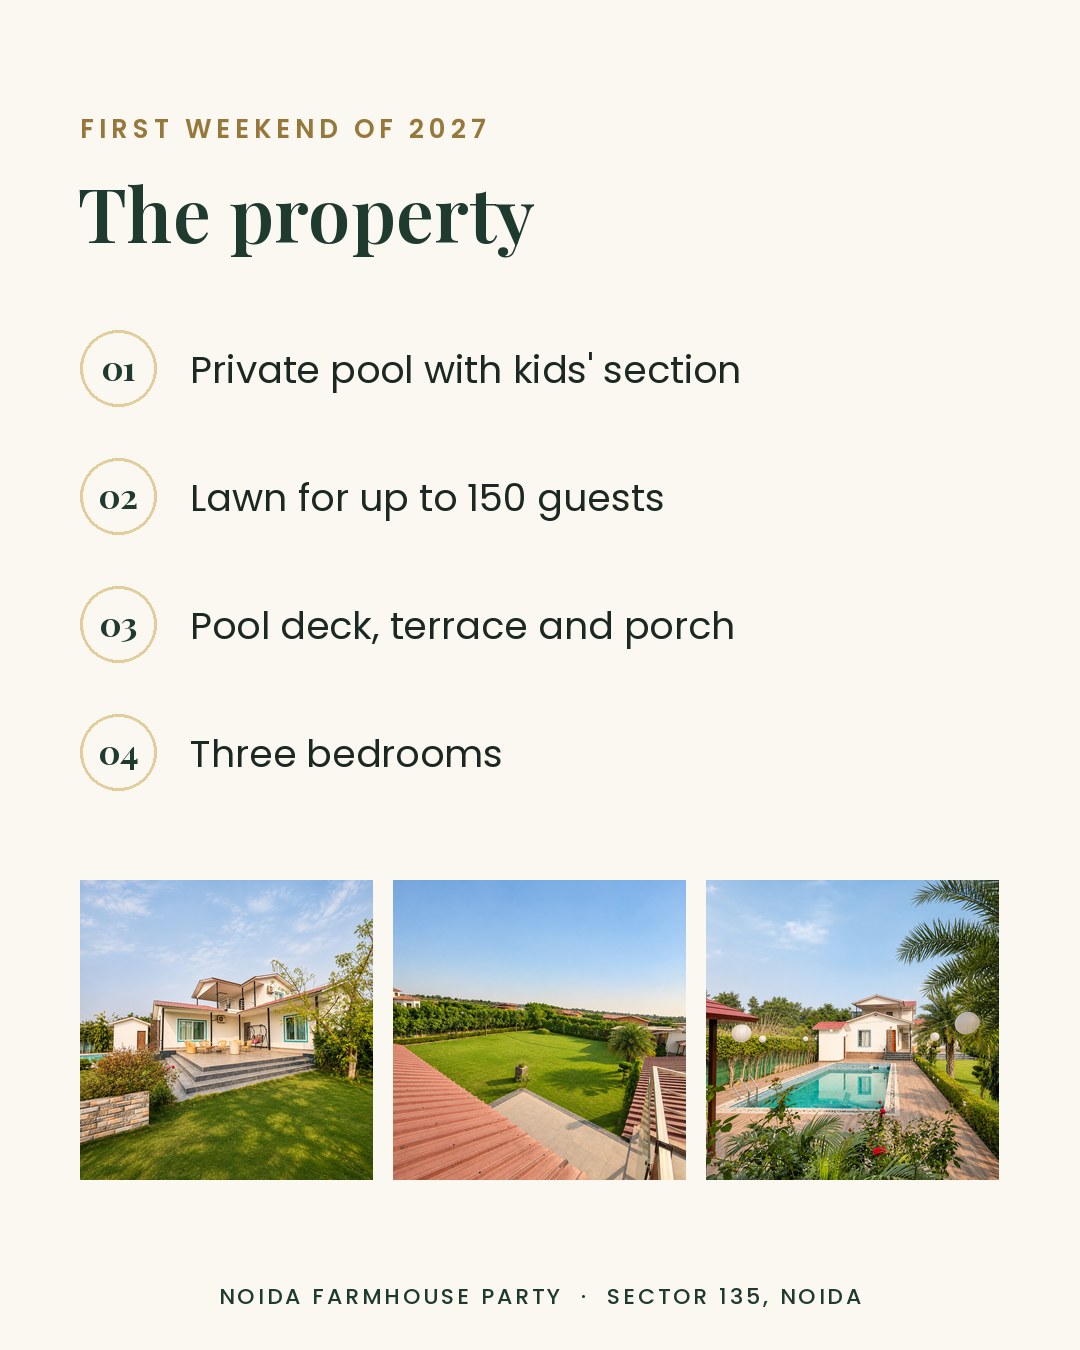 FIRST WEEKEND OF 2027
The property
01 Private pool with kids' section
02 Lawn for up to 150 guests
03 Pool deck, terrace and porch
04 Three bedrooms
NOIDA FARMHOUSE PARTY · SECTOR 135, NOIDA